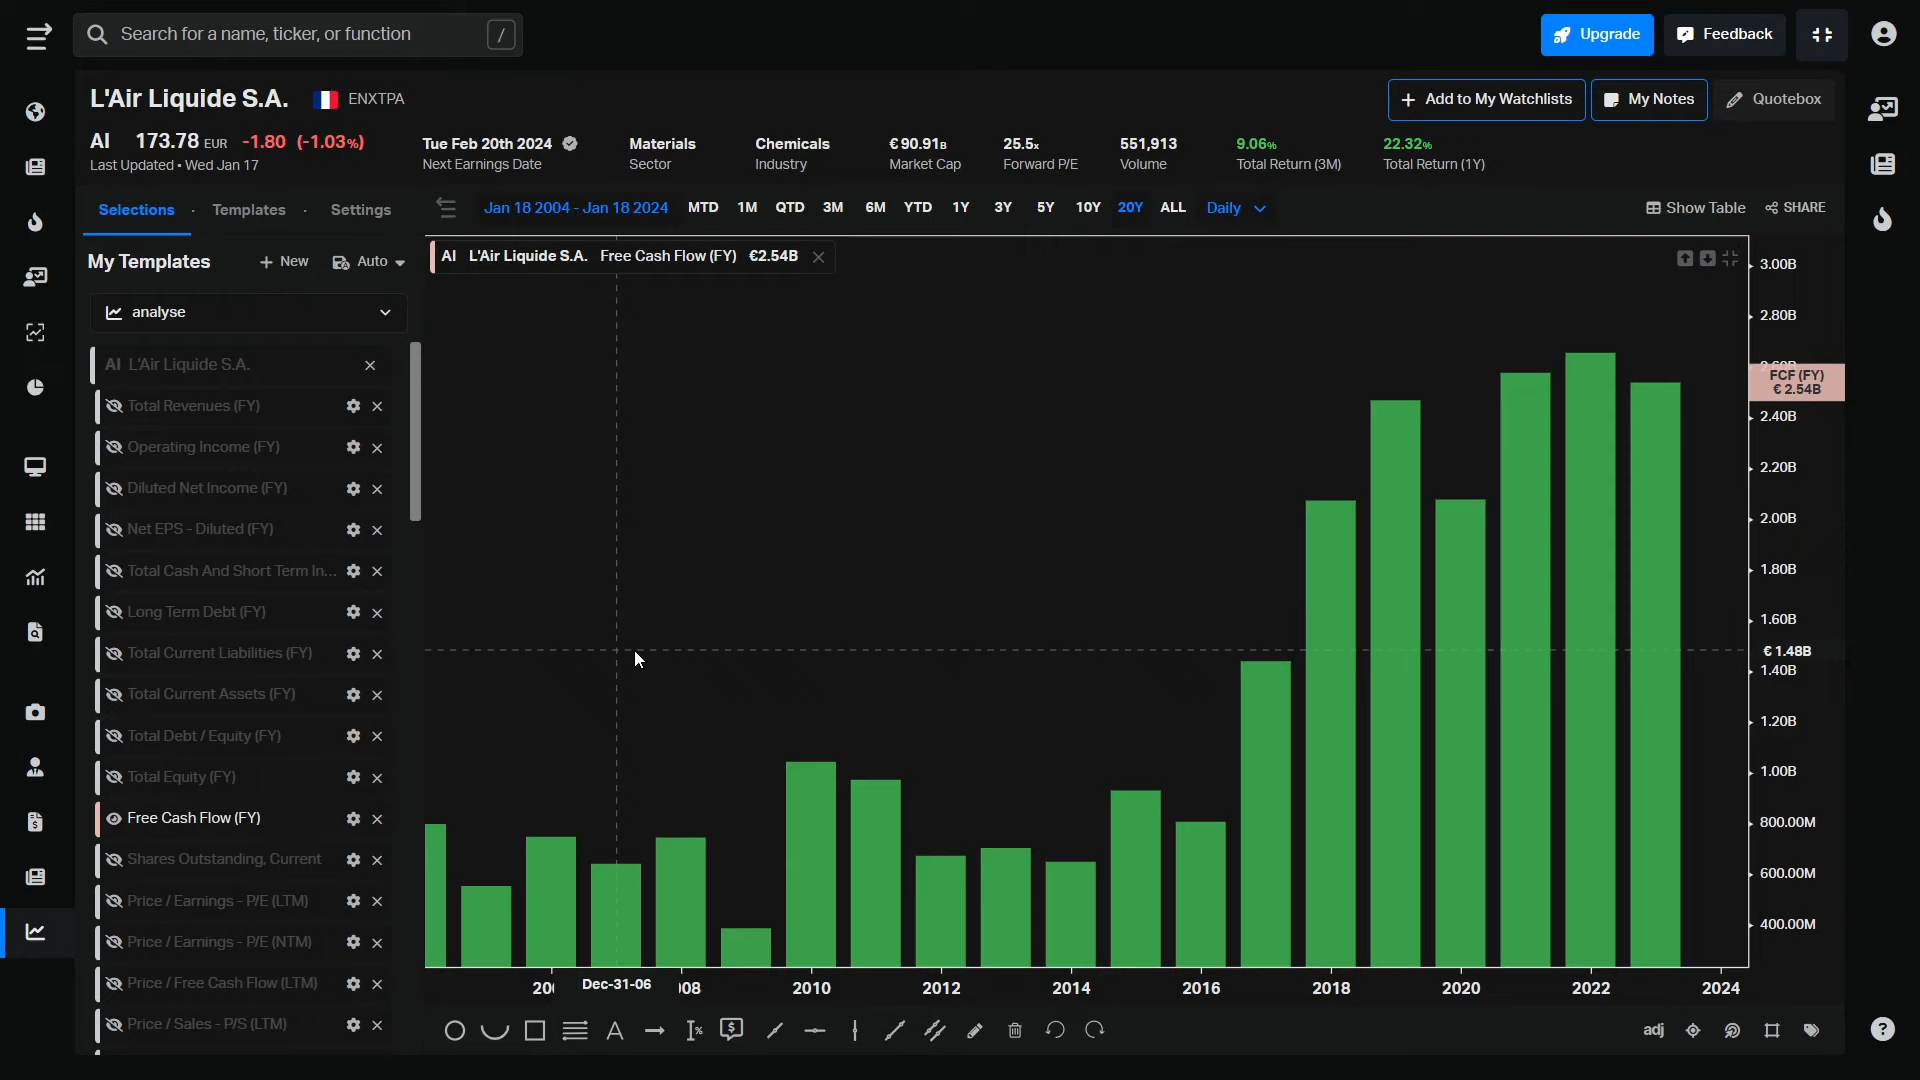 Search for a name, ticker, or function /
Upgrade Feedback
L'Air Liquide S.A. ENXTPA
Add to My Watchlists My Notes Quotebox
AI 173.78 EUR -1.80 (-1.03%)
Last Updated • Wed Jan 17
Tue Feb 20th 2024
Next Earnings Date
Materials
Sector
Chemicals
Industry
€90.91B
Market Cap
25.5x
Forward P/E
551,913
Volume
9.06%
Total Return (3M)
22.32%
Total Return (1Y)
Selections · Templates · Settings
Jan 18 2004 - Jan 18 2024 MTD 1M QTD 3M 6M YTD 1Y 3Y 5Y 10Y 20Y ALL Daily
Show Table SHARE
My Templates + New Auto
analyse
AI L'Air Liquide S.A.
Total Revenues (FY)
Operating Income (FY)
Diluted Net Income (FY)
Net EPS - Diluted (FY)
Total Cash And Short Term In...
Long Term Debt (FY)
Total Current Liabilities (FY)
Total Current Assets (FY)
Total Debt / Equity (FY)
Total Equity (FY)
Free Cash Flow (FY)
Shares Outstanding, Current
Price / Earnings - P/E (LTM)
Price / Earnings - P/E (NTM)
Price / Free Cash Flow (LTM)
Price / Sales - P/S (LTM)
AI L'Air Liquide S.A. Free Cash Flow (FY) €2.54B
3.00B
2.80B
FCF (FY)
€ 2.54B
2.40B
2.20B
2.00B
1.80B
1.60B
€ 1.48B
1.40B
1.20B
1.00B
800.00M
600.00M
400.00M
Dec-31-06 2010 2012 2014 2016 2018 2020 2022 2024
adj